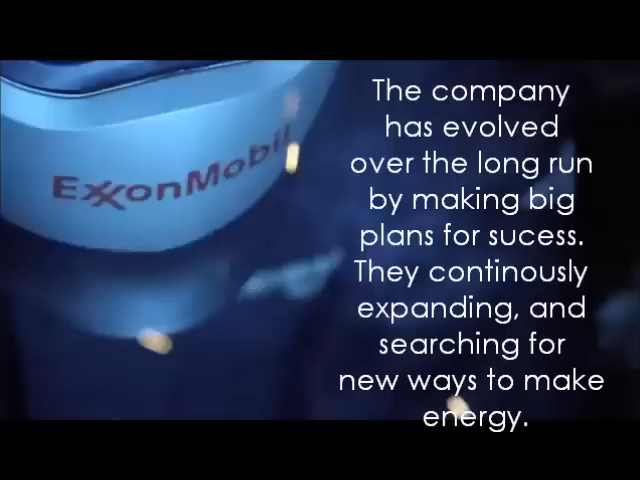 ExxonMobil
The company
has evolved
over the long run
by making big
plans for sucess.
They continously
expanding, and
searching for
new ways to make
energy.